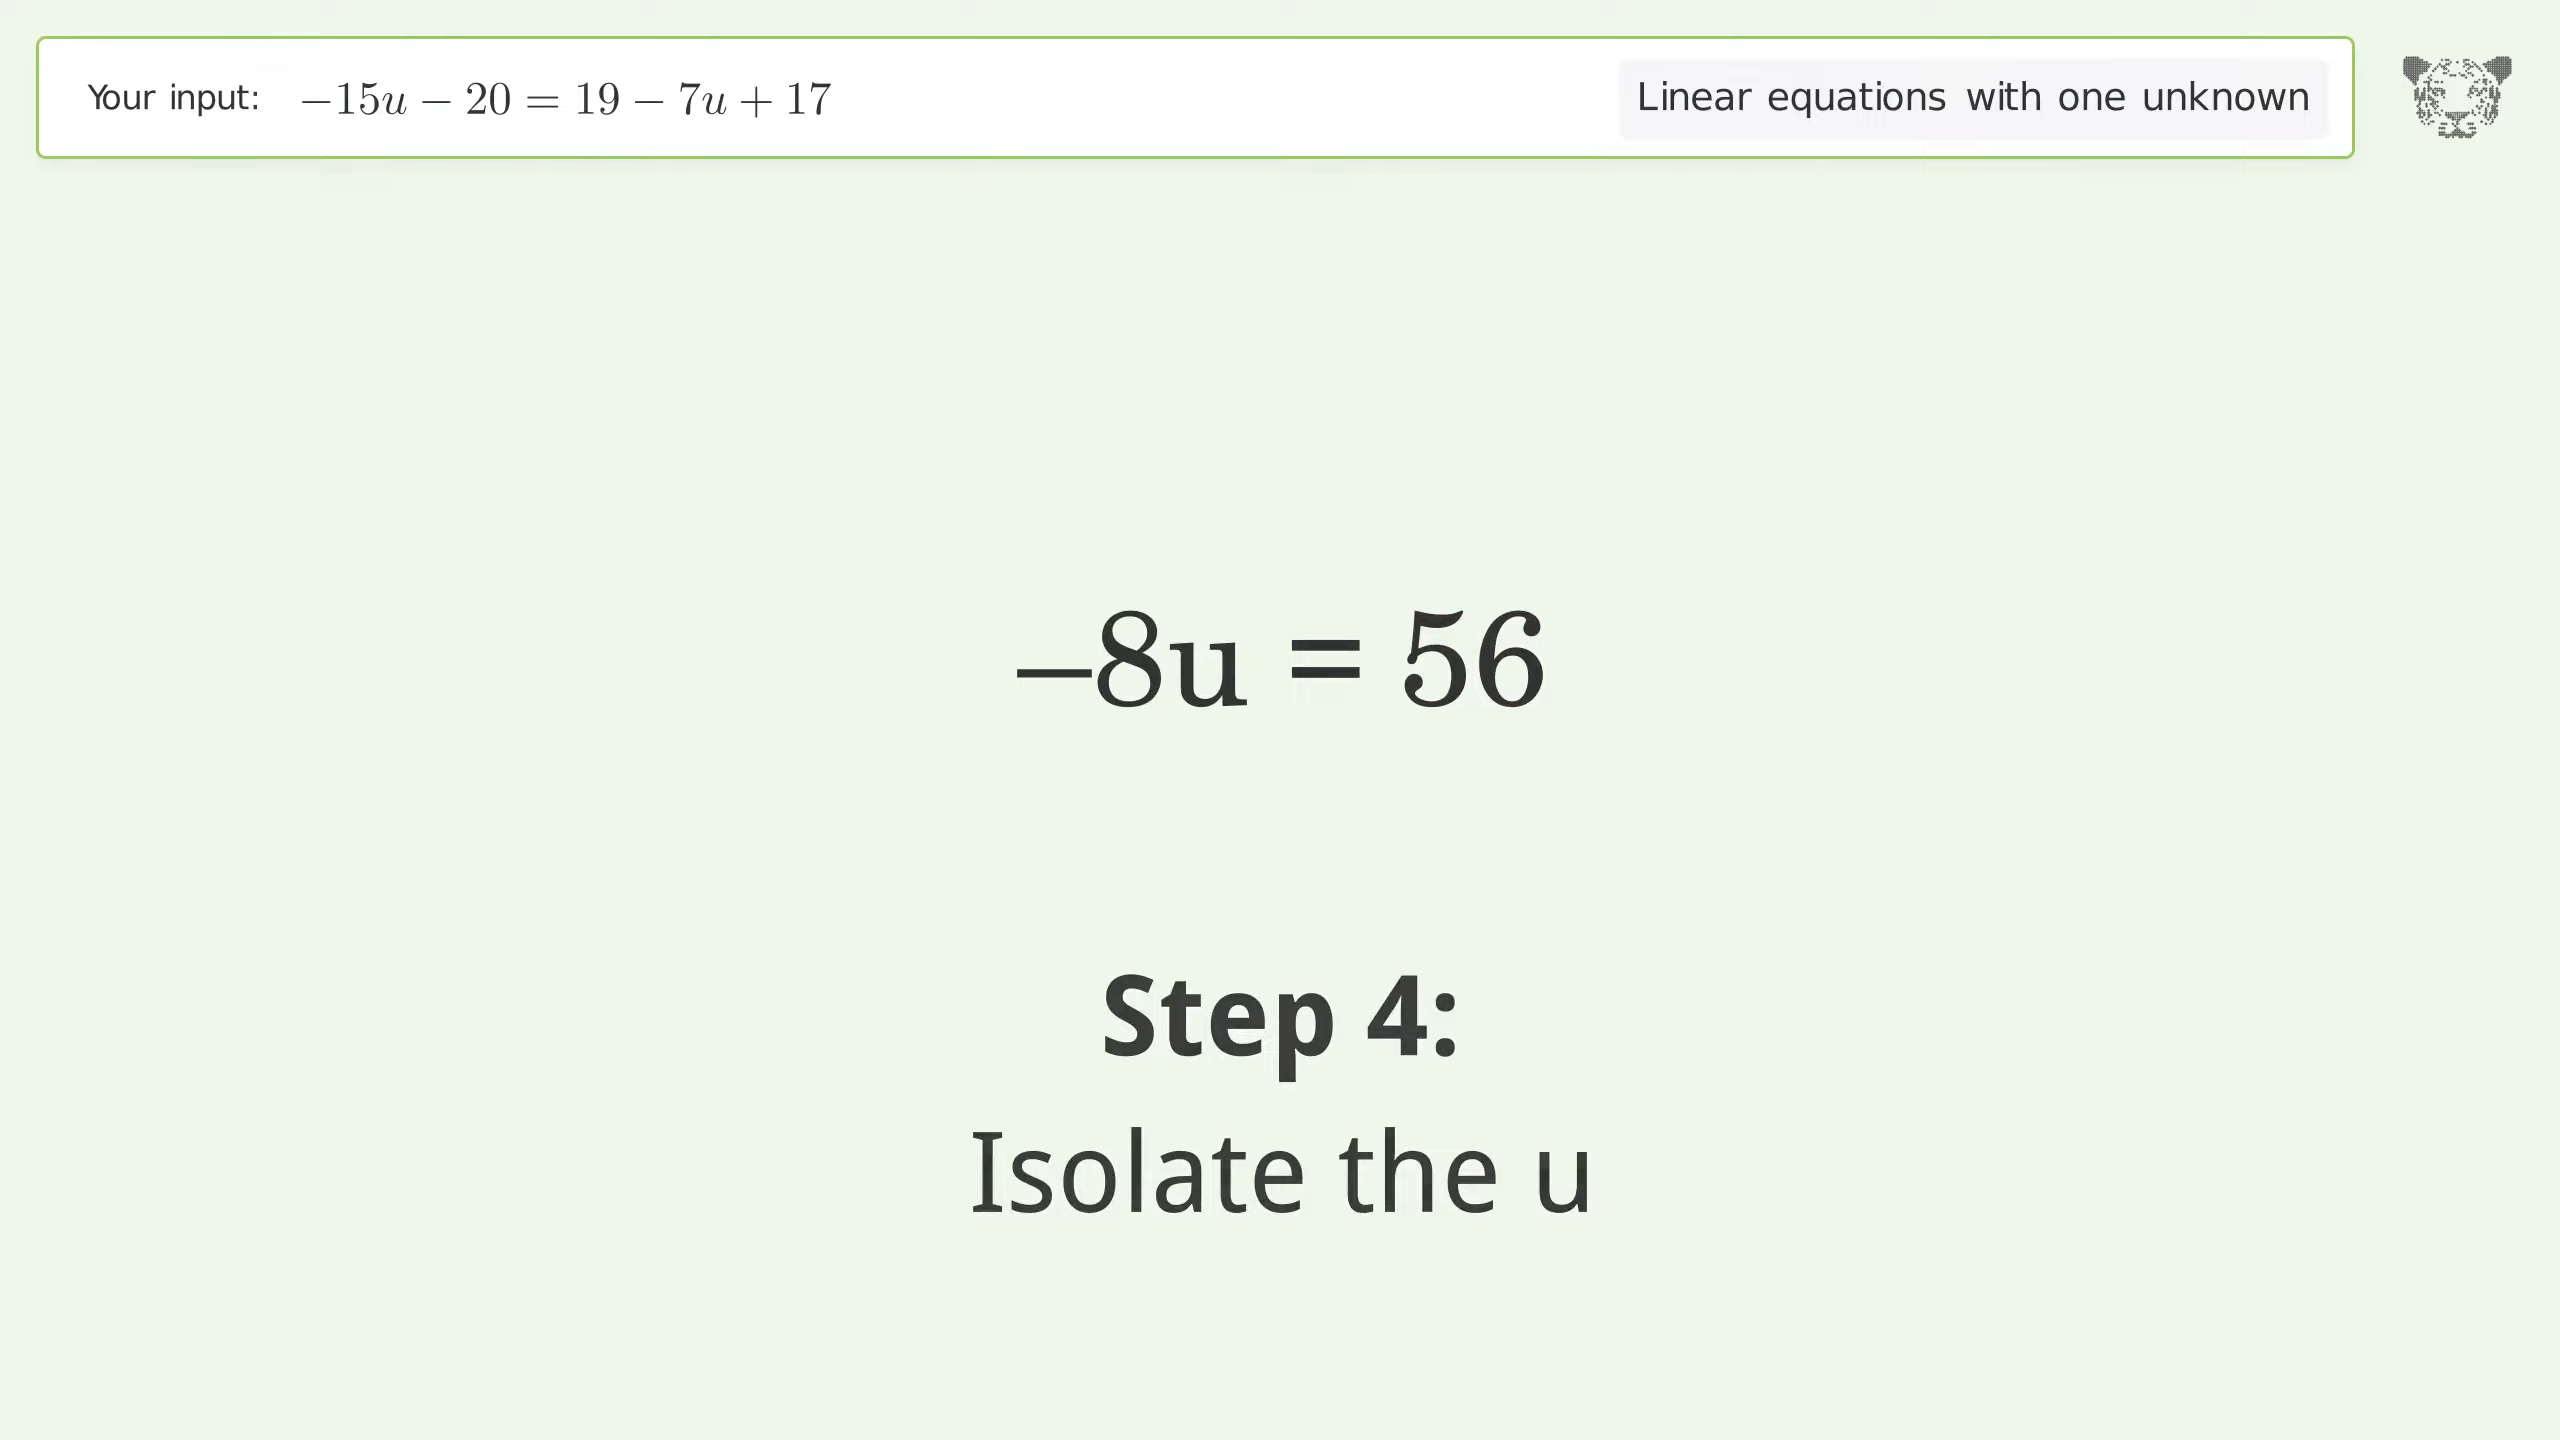 Your input: −15u − 20 = 19 − 7u + 17
Linear equations with one unknown
–8u = 56
Step 4:
Isolate the u